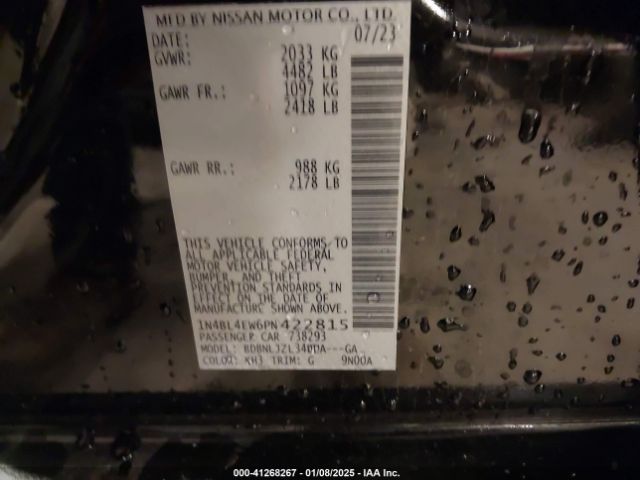 MFD BY NISSAN MOTOR CO., LTD.
DATE: 07/23
GVWR: 2033 KG
4482 LB
GAWR FR.: 1097 KG
2418 LB
GAWR RR.: 988 KG
2178 LB
THIS VEHICLE CONFORMS TO
ALL APPLICABLE FEDERAL
MOTOR VEHICLE SAFETY,
BUMPER, AND THEFT
PREVENTION STANDARDS IN
EFFECT ON THE DATE OF
MANUFACTURE SHOWN ABOVE.
1N4BL4EW6PN422815
PASSENGER CAR 738293
MODEL: BDBNLJZL34UDA---GA
COLOR: KH3 TRIM: G 9N00A
000-41268267 - 01/08/2025 - IAA Inc.